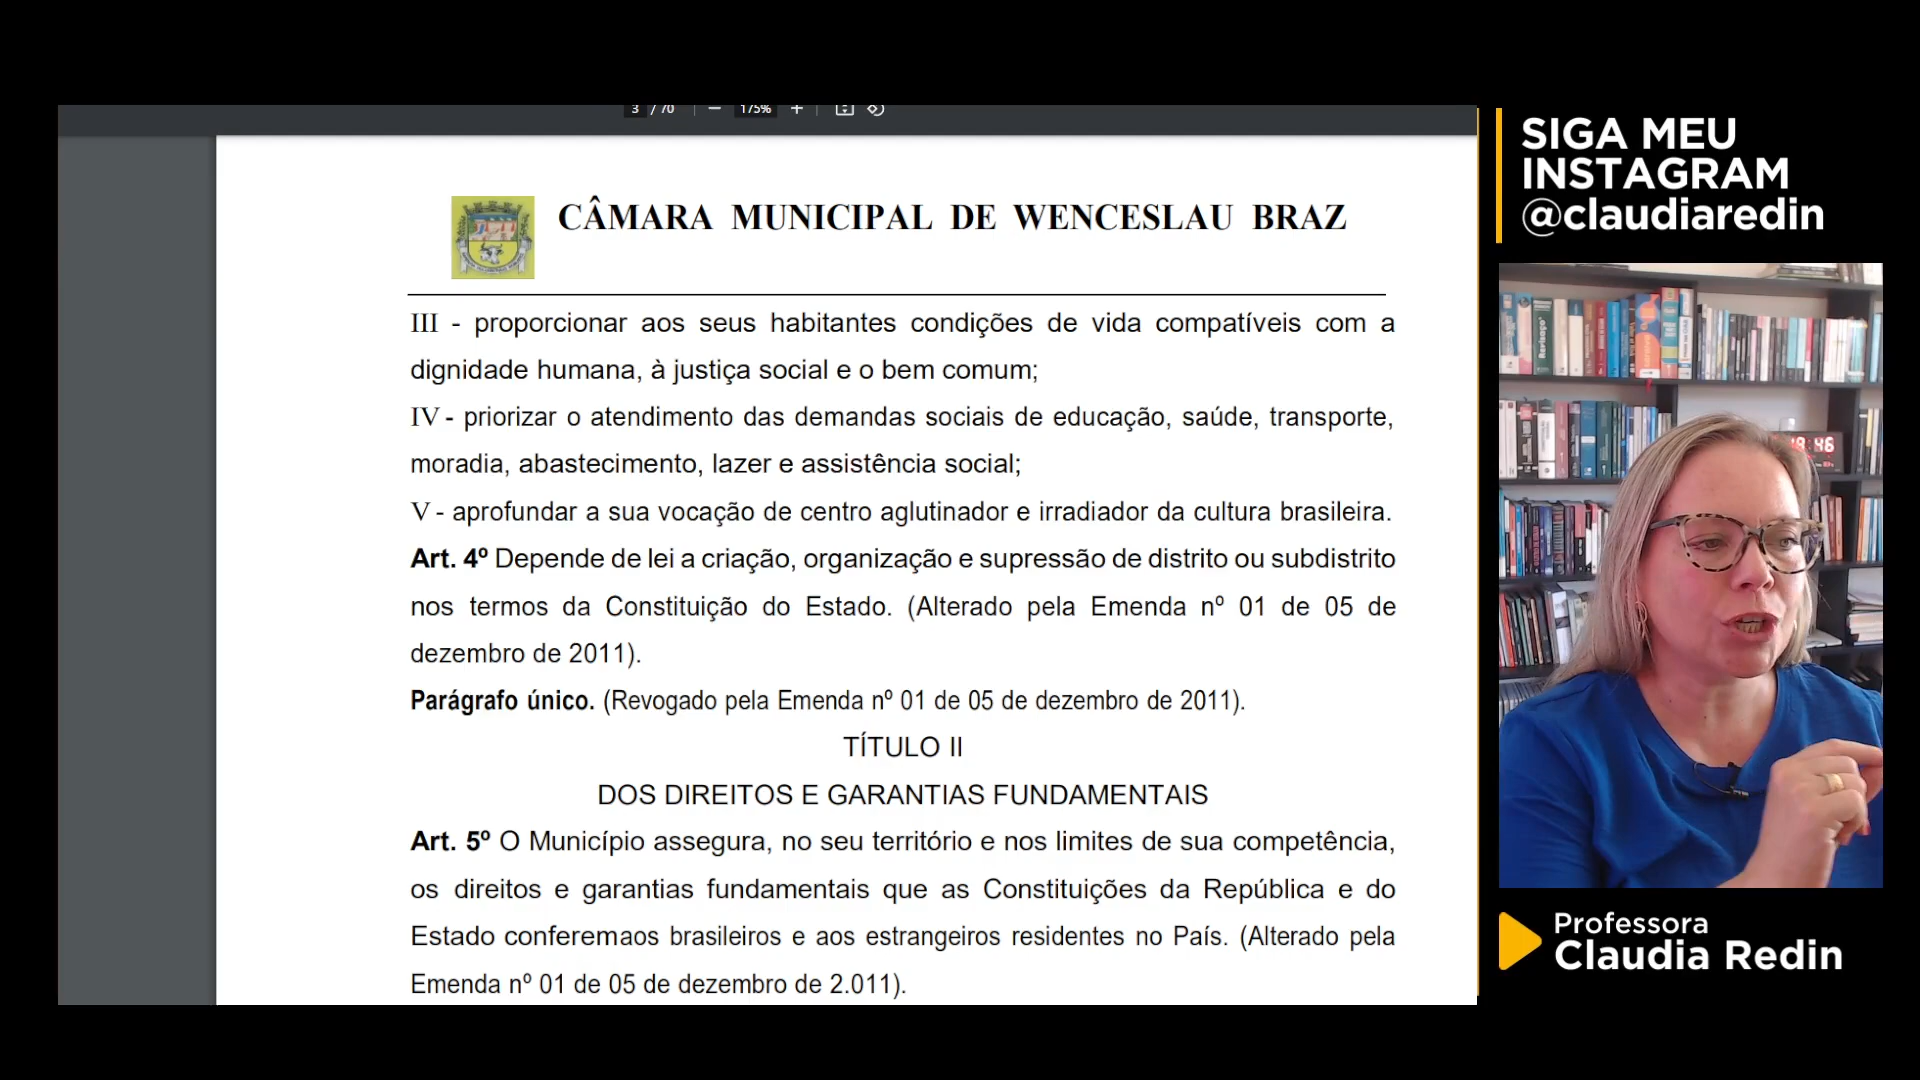 3 / 70
175%
CÂMARA MUNICIPAL DE WENCESLAU BRAZ
III - proporcionar aos seus habitantes condições de vida compatíveis com a
dignidade humana, à justiça social e o bem comum;
IV - priorizar o atendimento das demandas sociais de educação, saúde, transporte,
moradia, abastecimento, lazer e assistência social;
V - aprofundar a sua vocação de centro aglutinador e irradiador da cultura brasileira.
Art. 4º Depende de lei a criação, organização e supressão de distrito ou subdistrito
nos termos da Constituição do Estado. (Alterado pela Emenda nº 01 de 05 de
dezembro de 2011).
Parágrafo único. (Revogado pela Emenda nº 01 de 05 de dezembro de 2011).
TÍTULO II
DOS DIREITOS E GARANTIAS FUNDAMENTAIS
Art. 5º O Município assegura, no seu território e nos limites de sua competência,
os direitos e garantias fundamentais que as Constituições da República e do
Estado conferemaos brasileiros e aos estrangeiros residentes no País. (Alterado pela
Emenda nº 01 de 05 de dezembro de 2.011).
SIGA MEU
INSTAGRAM
@claudiaredin
Professora
Claudia Redin